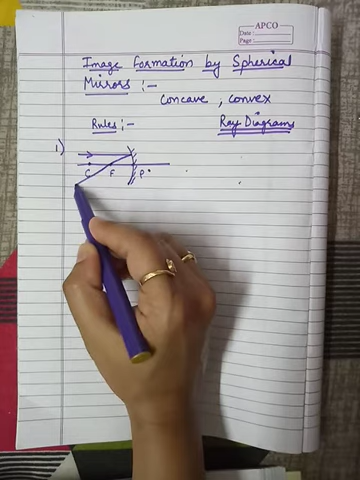 APCO
Date:
Page:
Image Formation by Spherical
Mirrors :-
Concave, convex
Rules :- Ray Diagrams
1)
C F P